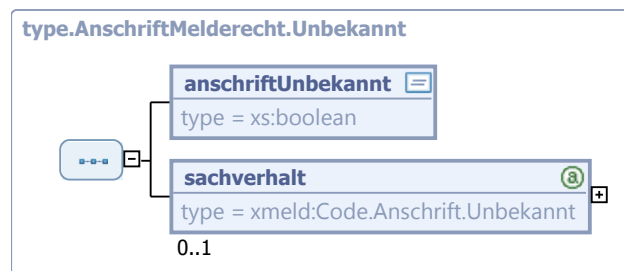 type.AnschriftMelderecht.Unbekannt
anschriftUnbekannt
type = xs:boolean
sachverhalt
@
type = xmeld:Code.Anschrift.Unbekannt
0..1